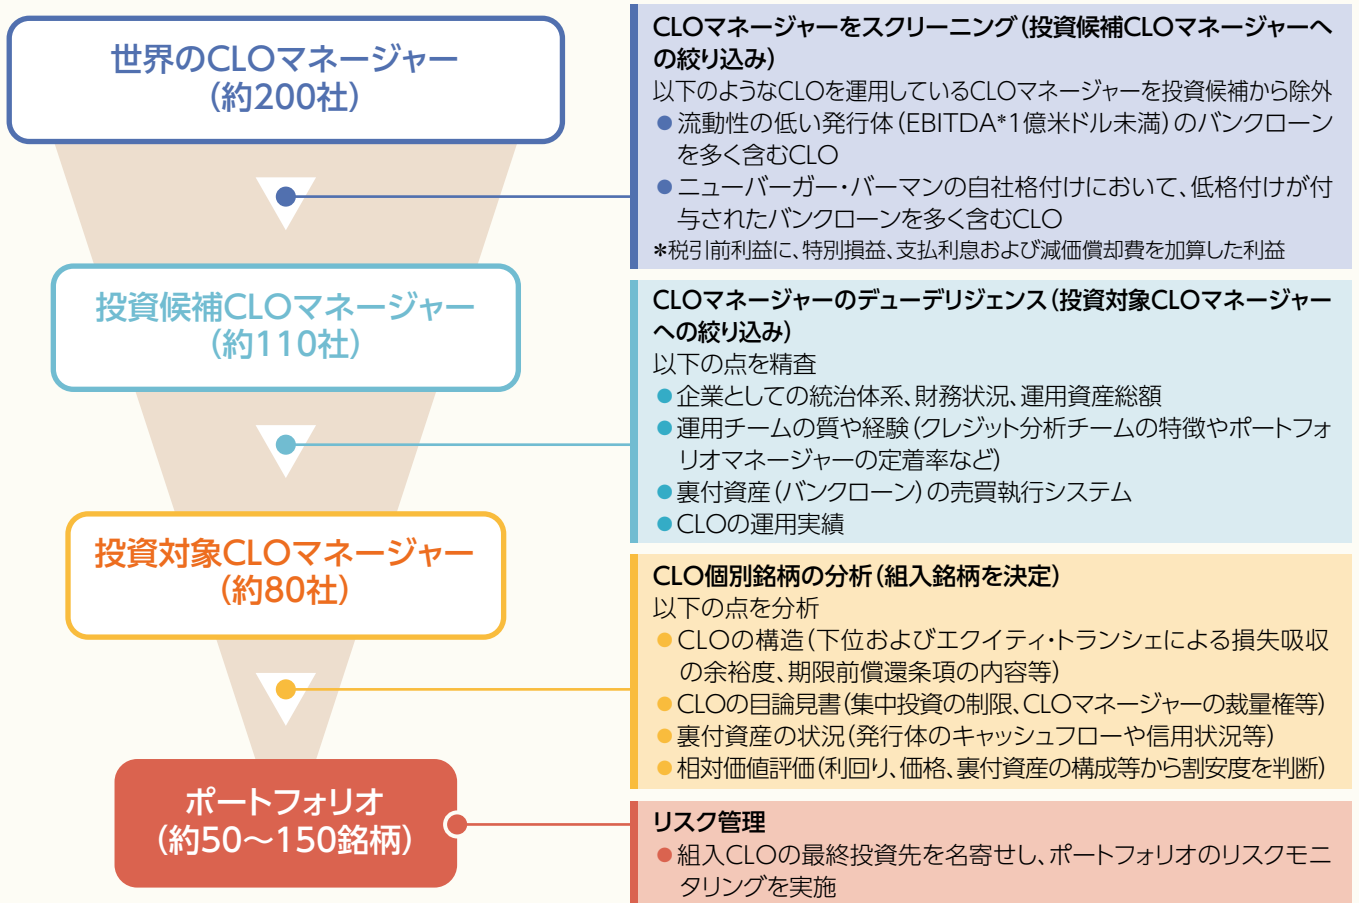 世界のCLOマネージャー
(約200社)
CLOマネージャーをスクリーニング(投資候補CLOマネージャーへ
の絞り込み)
以下のようなCLOを運用しているCLOマネージャーを投資候補から除外
●流動性の低い発行体(EBITDA*1億米ドル未満)のバンクローン
を多く含むCLO
●ニューバーガー・バーマンの自社格付けにおいて、低格付けが付
与されたバンクローンを多く含むCLO
*税引前利益に、特別損益、支払利息および減価償却費を加算した利益
投資候補CLOマネージャー
(約110社)
CLOマネージャーのデューデリジェンス(投資対象CLOマネージャー
への絞り込み)
以下の点を精査
●企業としての統治体系、財務状況、運用資産総額
●運用チームの質や経験(クレジット分析チームの特徴やポートフォ
リオマネージャーの定着率など)
●裏付資産(バンクローン)の売買執行システム
●CLOの運用実績
投資対象CLOマネージャー
(約80社)
CLO個別銘柄の分析(組入銘柄を決定)
以下の点を分析
●CLOの構造(下位およびエクイティ・トランシェによる損失吸収
の余裕度、期限前償還条項の内容等)
●CLOの目論見書(集中投資の制限、CLOマネージャーの裁量権等)
●裏付資産の状況(発行体のキャッシュフローや信用状況等)
●相対価値評価(利回り、価格、裏付資産の構成等から割安度を判断)
ポートフォリオ
(約50～150銘柄)
リスク管理
●組入CLOの最終投資先を名寄せし、ポートフォリオのリスクモニ
タリングを実施